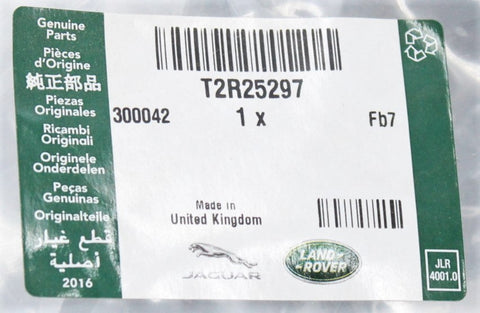 Genuine
Parts
Pièces
d'Origine
純正部品
Piezas
Originales
Ricambi
Originali
Originele
Onderdelen
Peças
Genuinas
Originalteile
قطع غيار
أصلية
2016
T2R25297
300042
1 x
Fb7
Made in
United Kingdom
JAGUAR
LAND-
-ROVER
JLR
4001.0